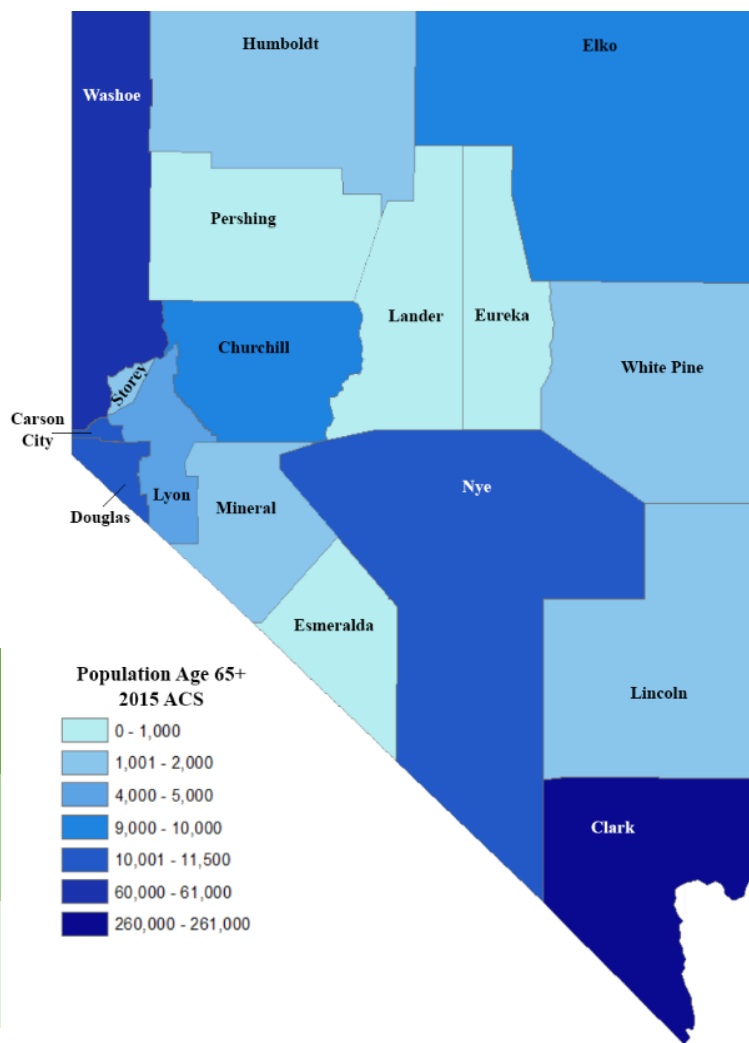 Humboldt
Elko
Washoe
Pershing
Lander
Eureka
Churchill
White Pine
Storey
Carson
City
Lyon
Nye
Mineral
Douglas
Esmeralda
Lincoln
Clark
Population Age 65+
2015 ACS
0 - 1,000
1,001 - 2,000
4,000 - 5,000
9,000 - 10,000
10,001 - 11,500
60,000 - 61,000
260,000 - 261,000